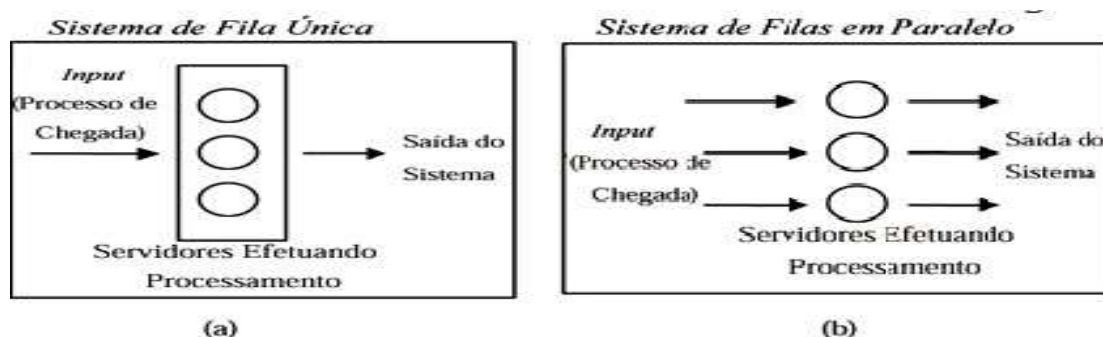 Sistema de Fila Única
Input
(Processo de
Chegada)
Saída do
Sistema
Servidores Efetuando
Processamento
(a)
Sistema de Filas em Paralelo
Input
(Processo de
Chegada)
Saída do
Sistema
Servidores Efetuando
Processamento
(b)